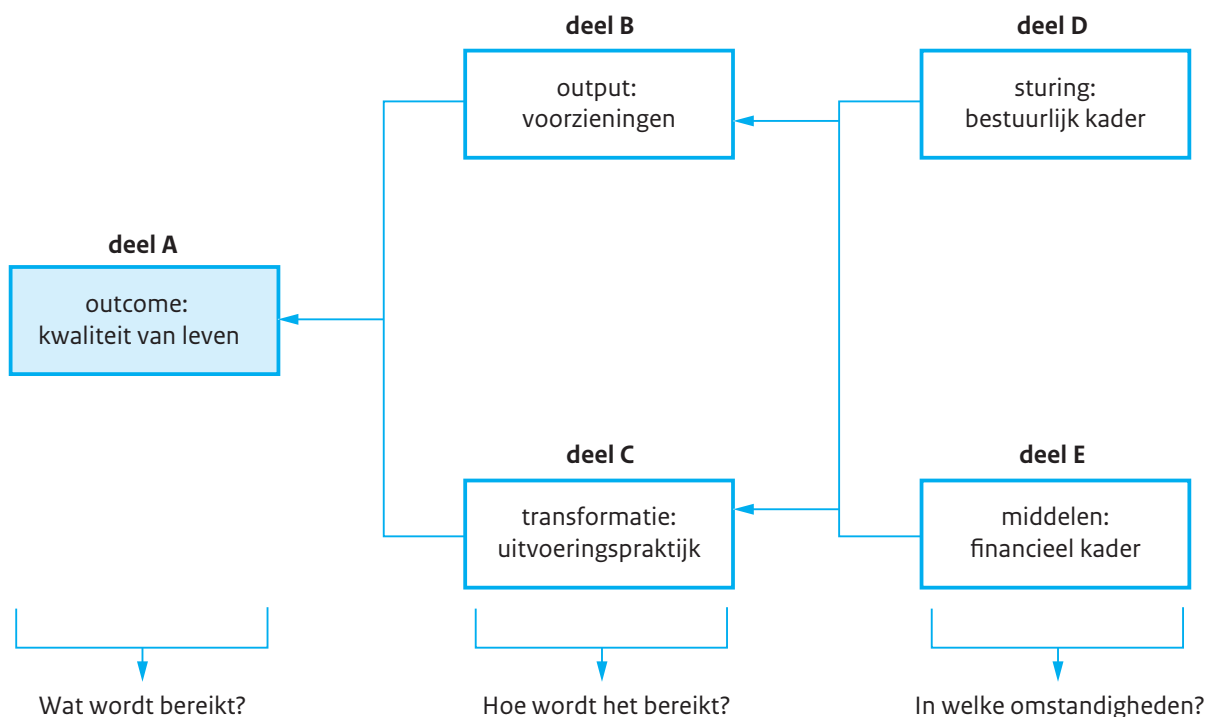 deel B
output:
voorzieningen
deel D
sturing:
bestuurlijk kader
deel A
outcome:
kwaliteit van leven
deel C
transformatie:
uitvoeringspraktijk
deel E
middelen:
financieel kader
Wat wordt bereikt?
Hoe wordt het bereikt?
In welke omstandigheden?